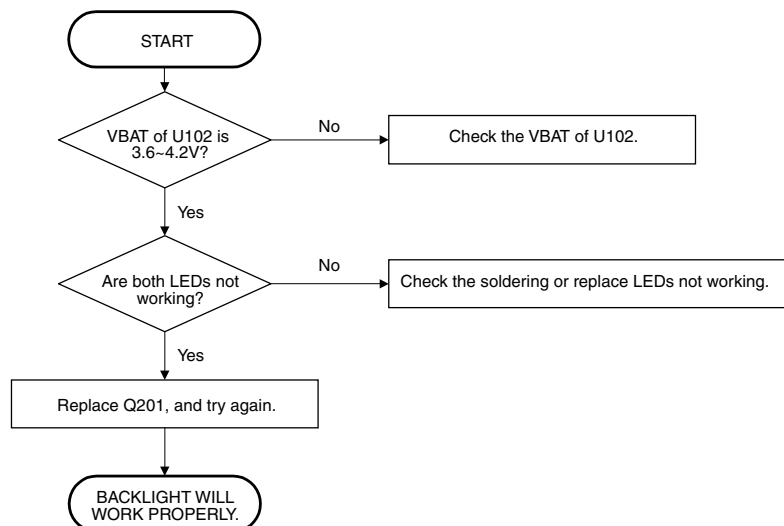 START
VBAT of U102 is
3.6~4.2V?
No
Check the VBAT of U102.
Yes
Are both LEDs not
working?
No
Check the soldering or replace LEDs not working.
Yes
Replace Q201, and try again.
BACKLIGHT WILL
WORK PROPERLY.